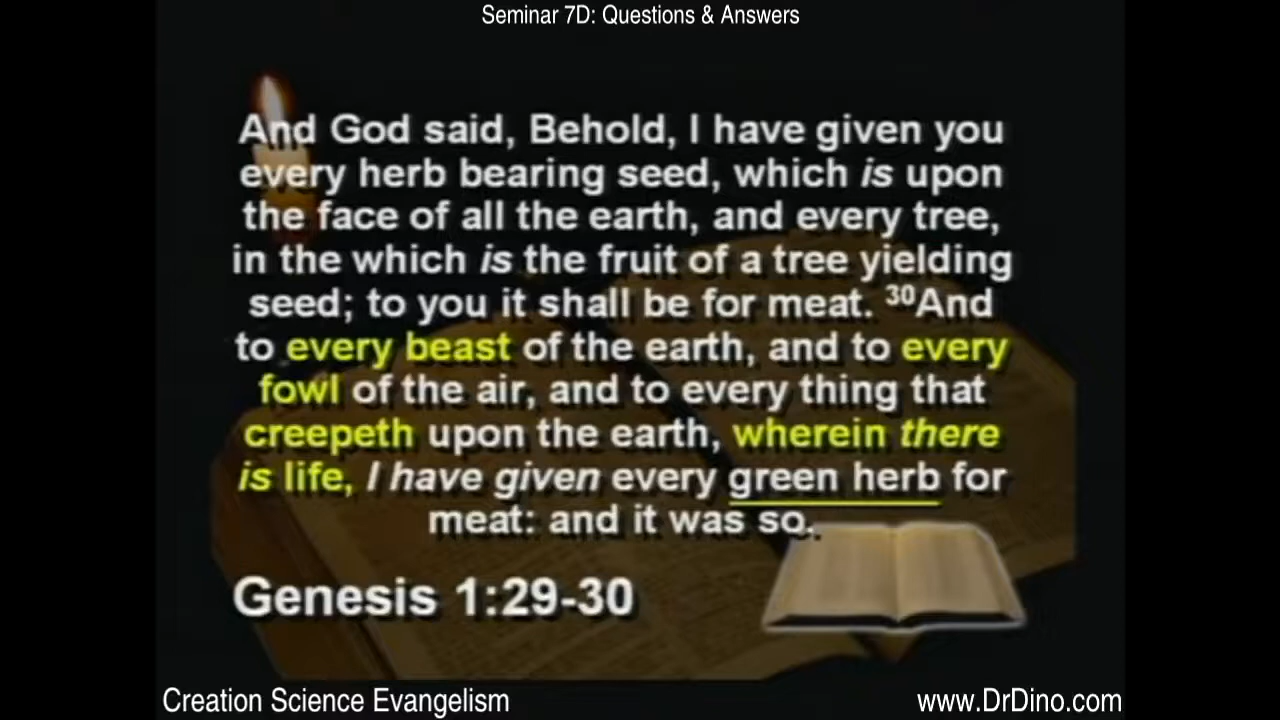 Seminar 7D: Questions & Answers
And God said, Behold, I have given you
every herb bearing seed, which is upon
the face of all the earth, and every tree,
in the which is the fruit of a tree yielding
seed; to you it shall be for meat. ³⁰And
to every beast of the earth, and to every
fowl of the air, and to every thing that
creepeth upon the earth, wherein there
is life, I have given every green herb for
meat: and it was so.
Genesis 1:29-30
Creation Science Evangelism
www.DrDino.com